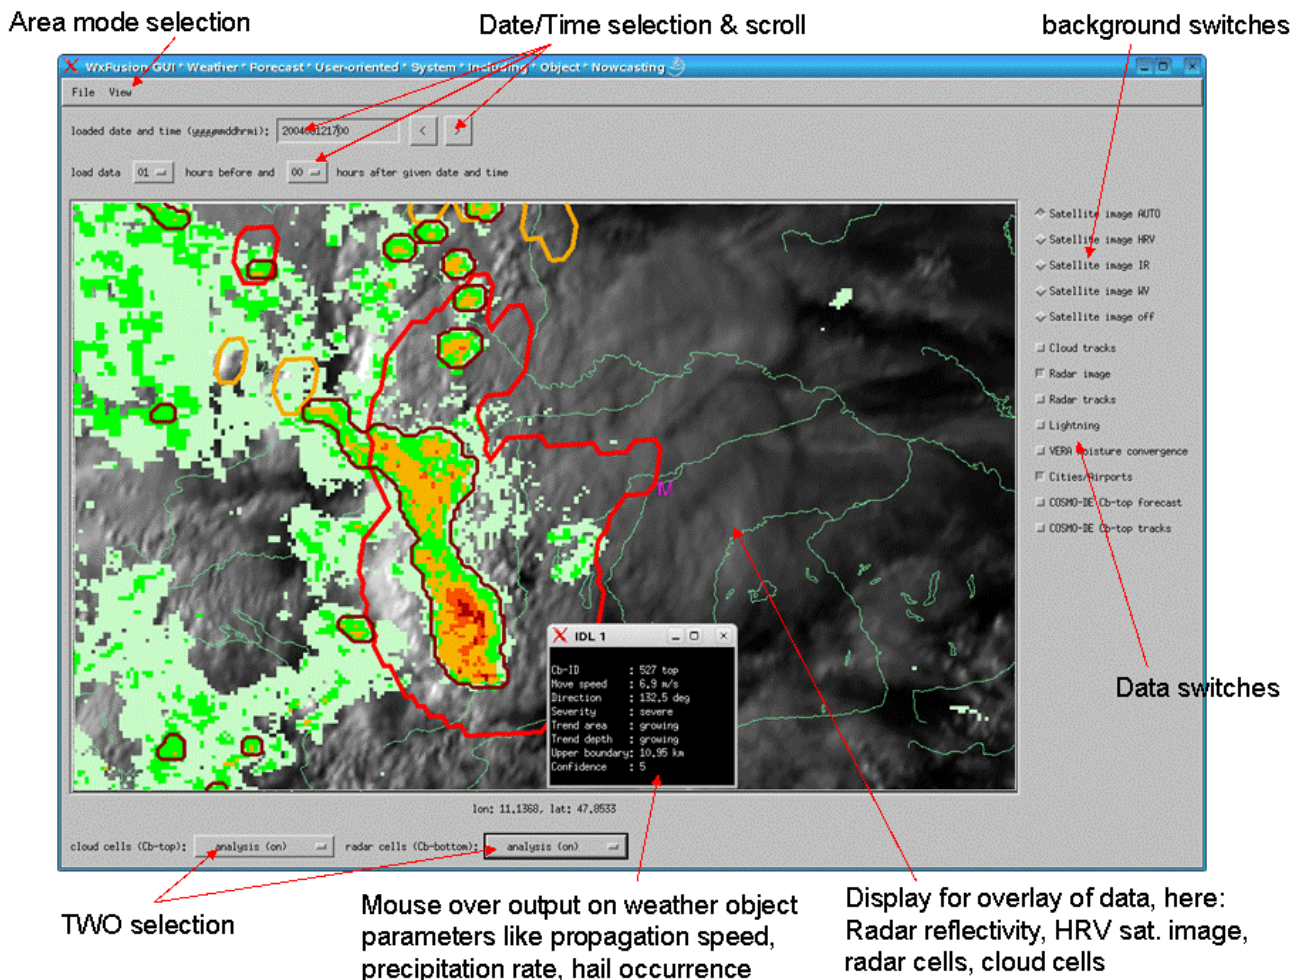 Area mode selection
Date/Time selection & scroll
background switches
WxFusion GUI * Weather * Forecast * User-oriented * System * Including * Object * Nowcasting
File View
loaded date and time (yyyymmddhrmi):
< >
load data 01 hours before and 00 hours after given date and time
Satellite image AUTO
Satellite image HRV
Satellite image IR
Satellite image WV
Satellite image off
Cloud tracks
Radar image
Radar tracks
Lightning
VERA moisture convergence
Cities/Airports
COSMO-DE Cb-top forecast
COSMO-DE Cb-top tracks
M
IDL 1
Cb-ID : 527 top
Move speed : 6.9 m/s
Direction : 132.5 deg
Severity : severe
Trend area : growing
Trend depth : growing
Upper boundary: 10.95 km
Confidence : 5
Data switches
lon: 11.1368, lat: 47.8533
cloud cells (Cb-top): analysis (on) radar cells (Cb-bottom): analysis (on)
TWO selection
Mouse over output on weather object
parameters like propagation speed,
precipitation rate, hail occurrence
Display for overlay of data, here:
Radar reflectivity, HRV sat. image,
radar cells, cloud cells